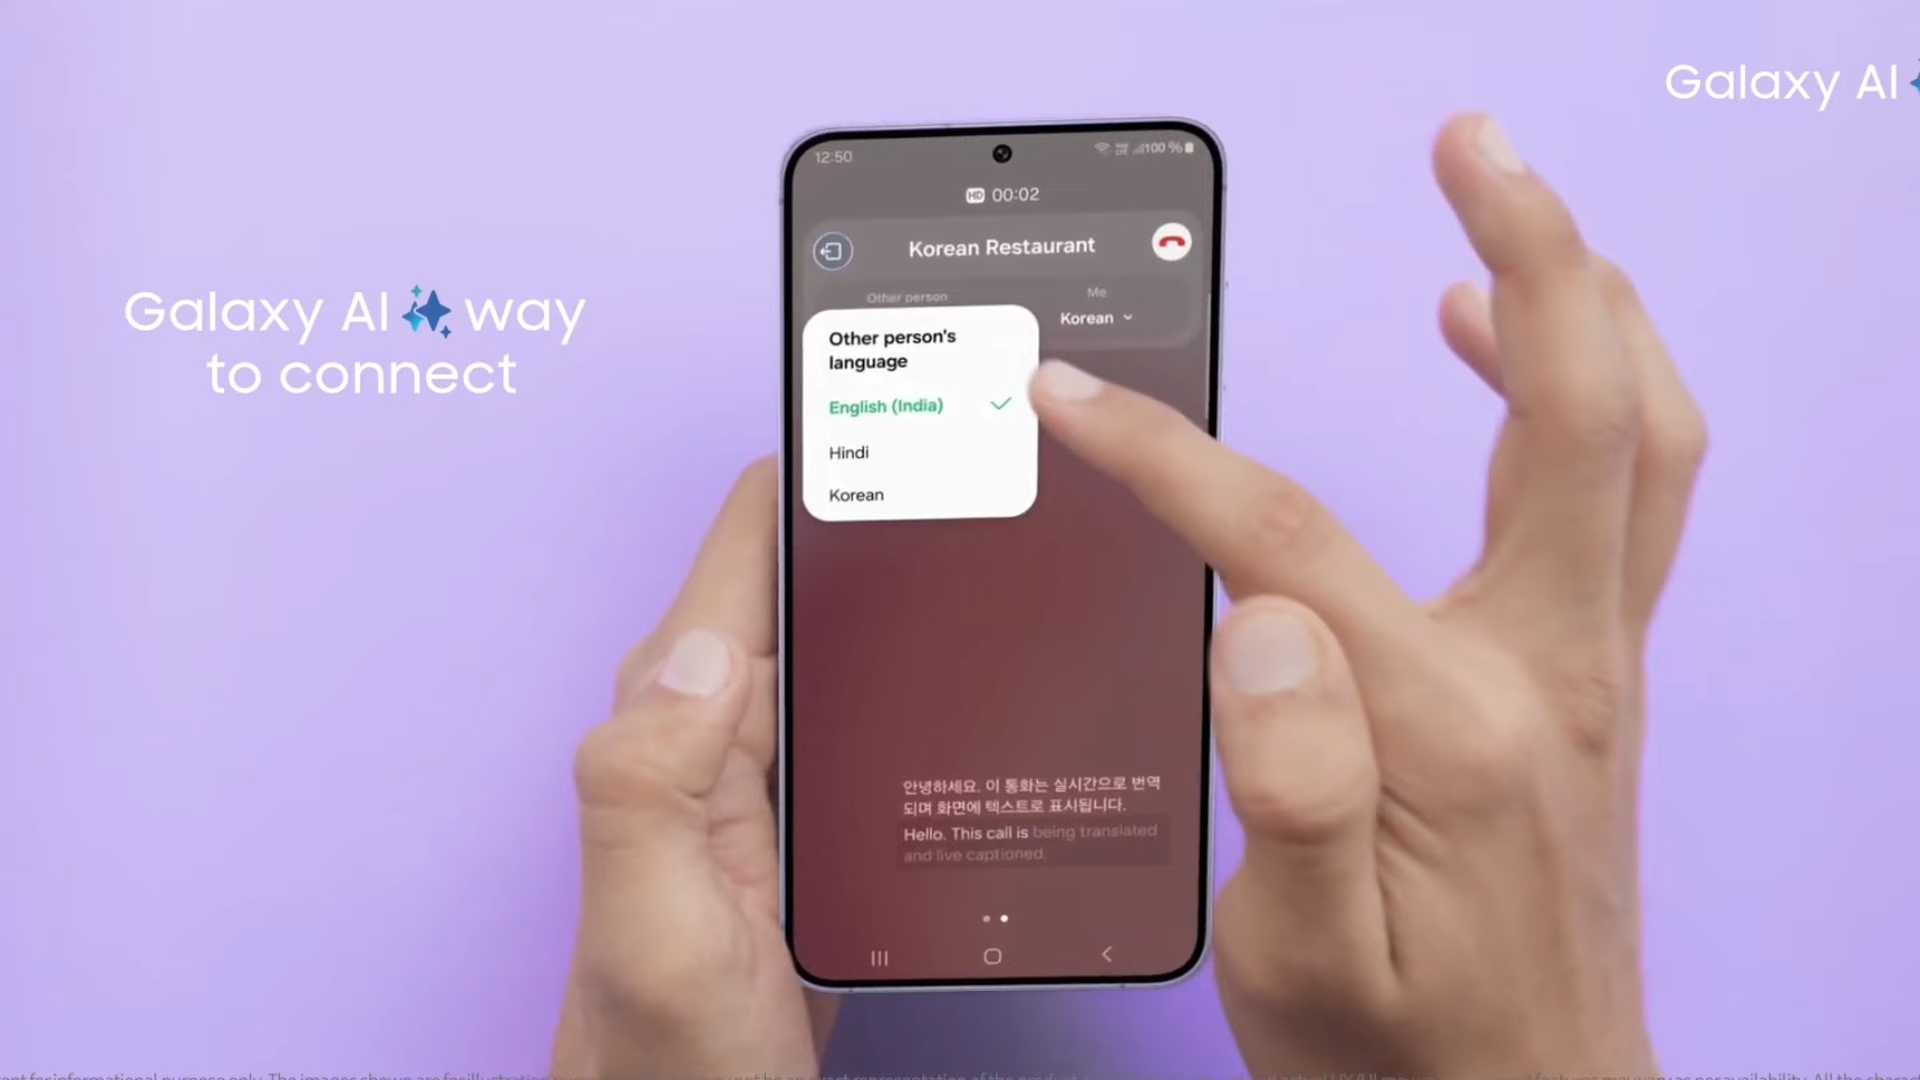 Galaxy AI
Galaxy AI way
to connect
12:50
100 %
HD 00:02
Korean Restaurant
Other person
Me
Korean
Other person's
language
English (India)
Hindi
Korean
안녕하세요. 이 통화는 실시간으로 번역
되며 화면에 텍스트로 표시됩니다.
Hello. This call is being translated
and live captioned.